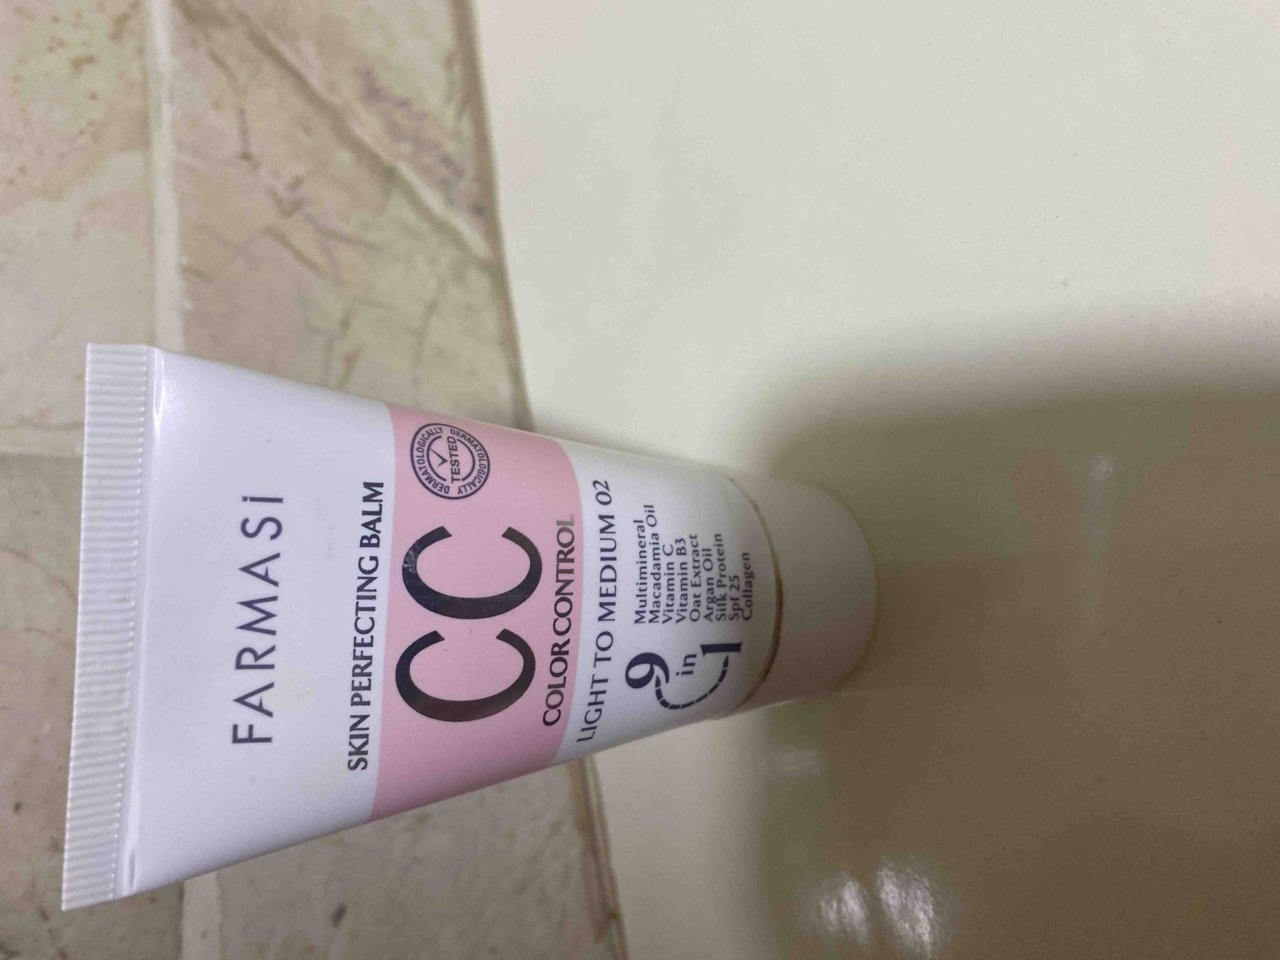 FARMASİ
SKIN PERFECTING BALM
CC
DERMATOLOGICALLY
TESTED
DERMATOLOGICALLY
COLOR CONTROL
LIGHT TO MEDIUM 02
9 in 1
Multimineral
Macadamia Oil
Vitamin C
Vitamin B3
Oat Extract
Argan Oil
Silk Protein
Spf 25
Collagen